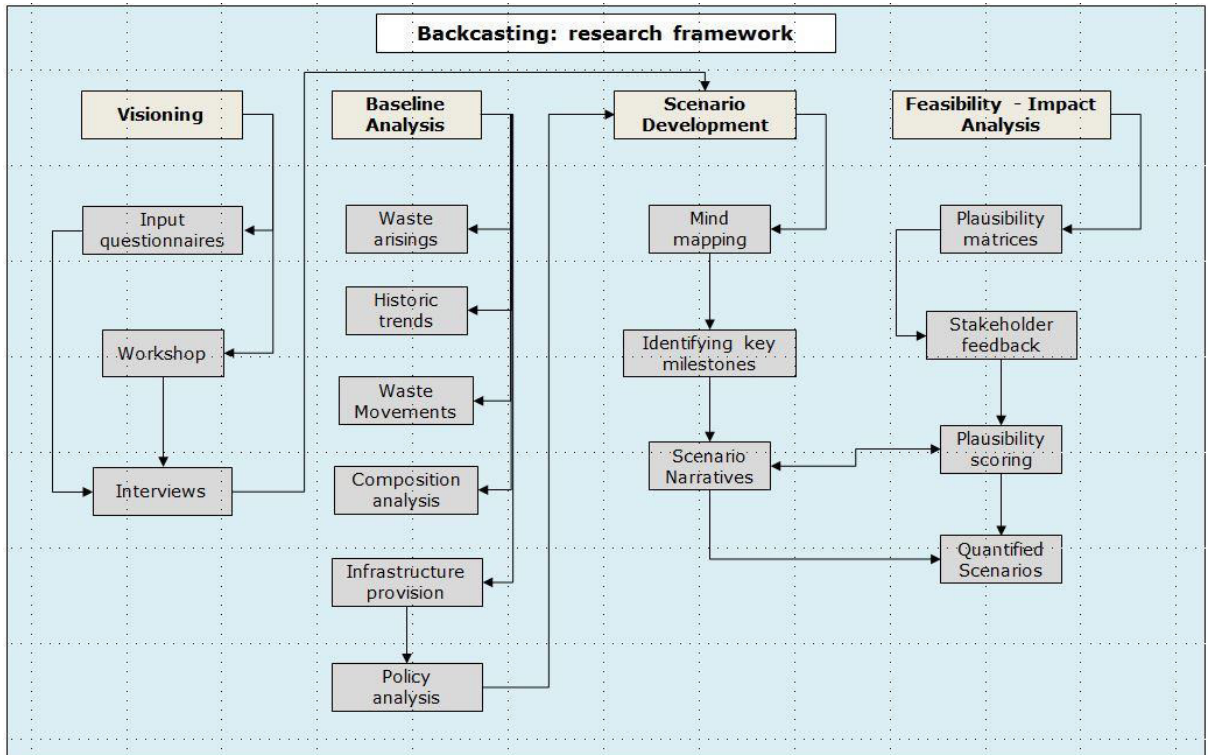 Backcasting: research framework
Visioning
Input
questionnaires
Workshop
Interviews
Baseline
Analysis
Waste
arisings
Historic
trends
Waste
Movements
Composition
analysis
Infrastructure
provision
Policy
analysis
Scenario
Development
Mind
mapping
Identifying key
milestones
Scenario
Narratives
Feasibility - Impact
Analysis
Plausibility
matrices
Stakeholder
feedback
Plausibility
scoring
Quantified
Scenarios